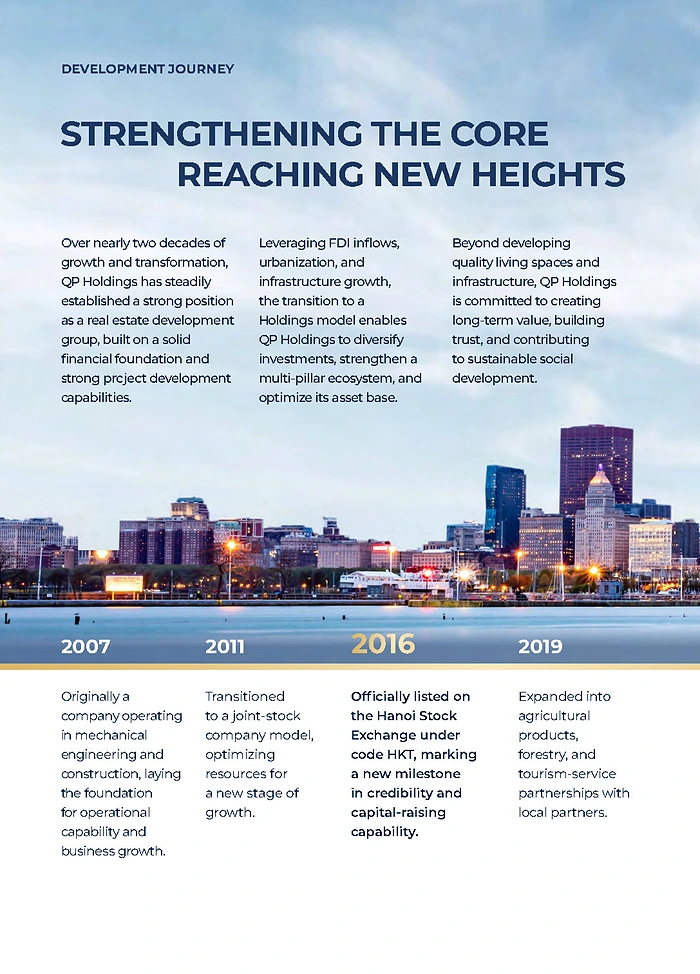 DEVELOPMENT JOURNEY
STRENGTHENING THE CORE
REACHING NEW HEIGHTS
Over nearly two decades of
growth and transformation,
QP Holdings has steadily
established a strong position
as a real estate development
group, built on a solid
financial foundation and
strong project development
capabilities.
Leveraging FDI inflows,
urbanization, and
infrastructure growth,
the transition to a
Holdings model enables
QP Holdings to diversify
investments, strengthen a
multi-pillar ecosystem, and
optimize its asset base.
Beyond developing
quality living spaces and
infrastructure, QP Holdings
is committed to creating
long-term value, building
trust, and contributing
to sustainable social
development.
2007
Originally a
company operating
in mechanical
engineering and
construction, laying
the foundation
for operational
capability and
business growth.
2011
Transitioned
to a joint-stock
company model,
optimizing
resources for
a new stage of
growth.
2016
Officially listed on
the Hanoi Stock
Exchange under
code HKT, marking
a new milestone
in credibility and
capital-raising
capability.
2019
Expanded into
agricultural
products,
forestry, and
tourism-service
partnerships with
local partners.